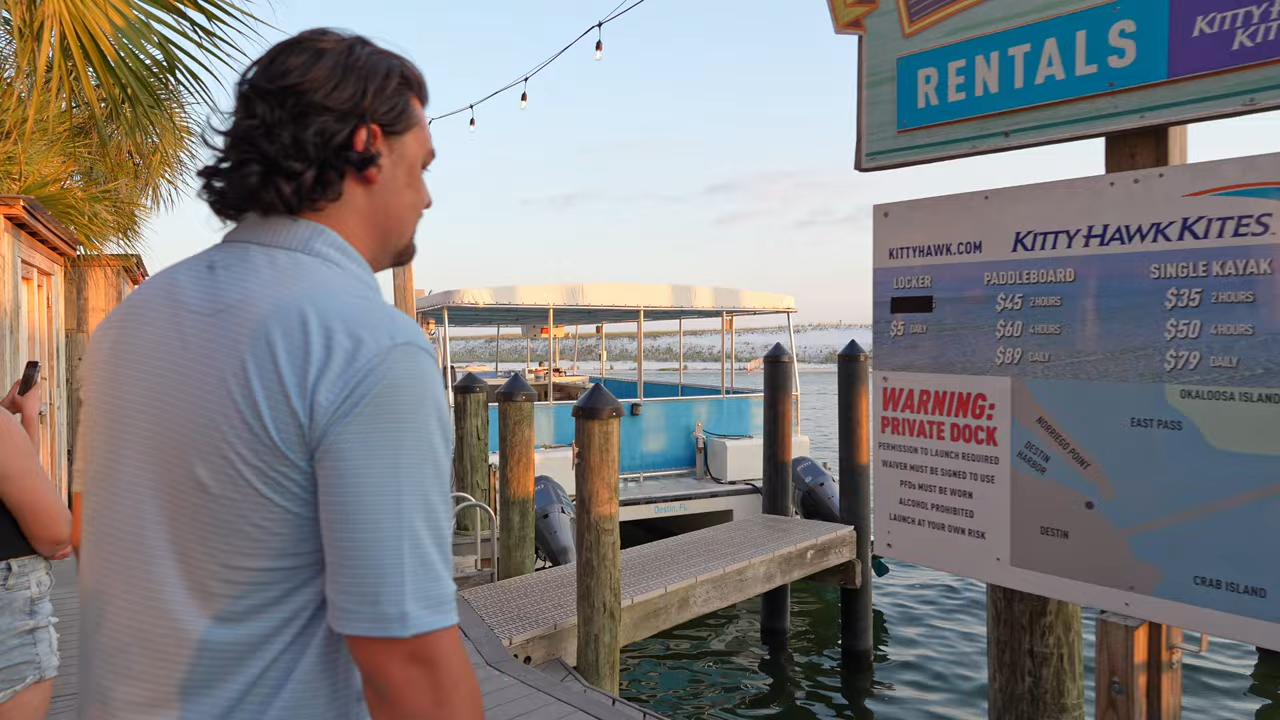 RENTALS
KITTY H
KIT
KITTYHAWK.COM
KITTY HAWK KITES
LOCKER
$5 DAILY
PADDLEBOARD
$45 2 HOURS
$60 4 HOURS
$89 DAILY
SINGLE KAYAK
$35 2 HOURS
$50 4 HOURS
$79 DAILY
WARNING:
PRIVATE DOCK
PERMISSION TO LAUNCH REQUIRED
WAIVER MUST BE SIGNED TO USE
PFDs MUST BE WORN
ALCOHOL PROHIBITED
LAUNCH AT YOUR OWN RISK
OKALOOSA ISLAND
EAST PASS
NORRIEGO POINT
DESTIN
HARBOR
DESTIN
CRAB ISLAND
Destin, FL